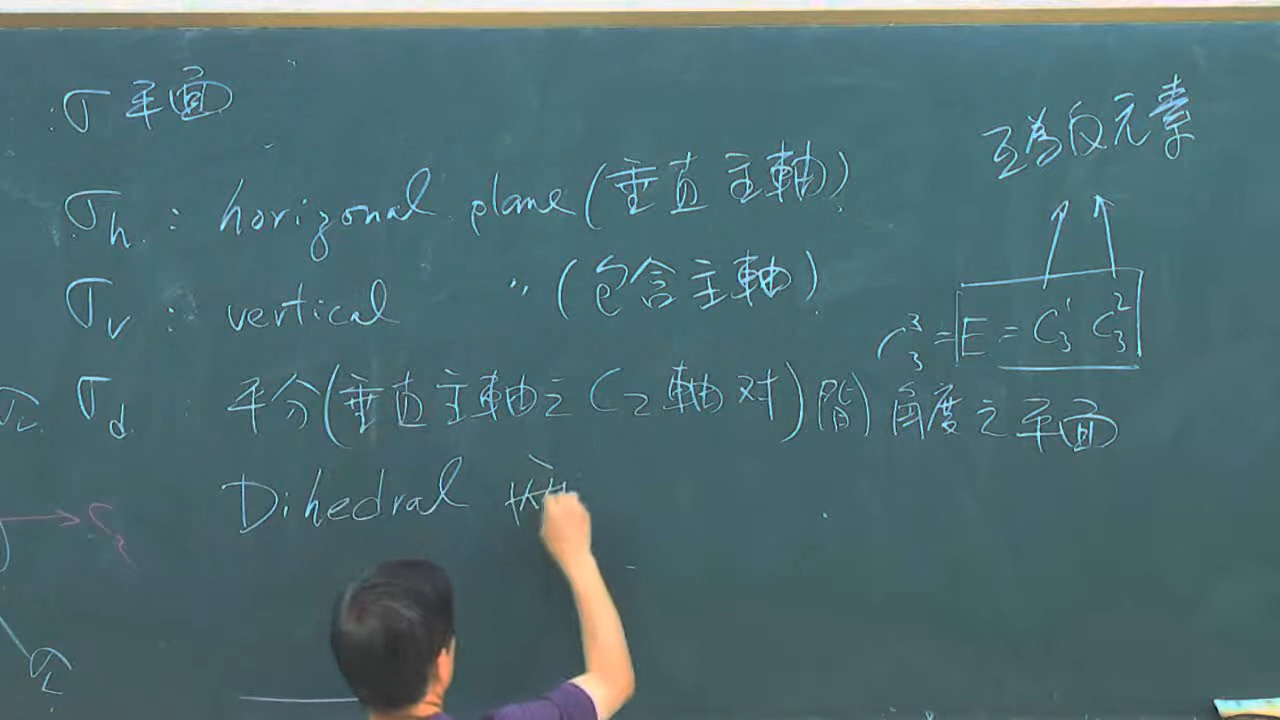 σ 平面
σh : horizonal plane (垂直主軸)
σv : vertical 〃 (包含主軸)
σd 平分(垂直主軸之C2軸对)階角度之平面
Dihedral
互為反元素
C₃³=E=C₃¹ C₃²